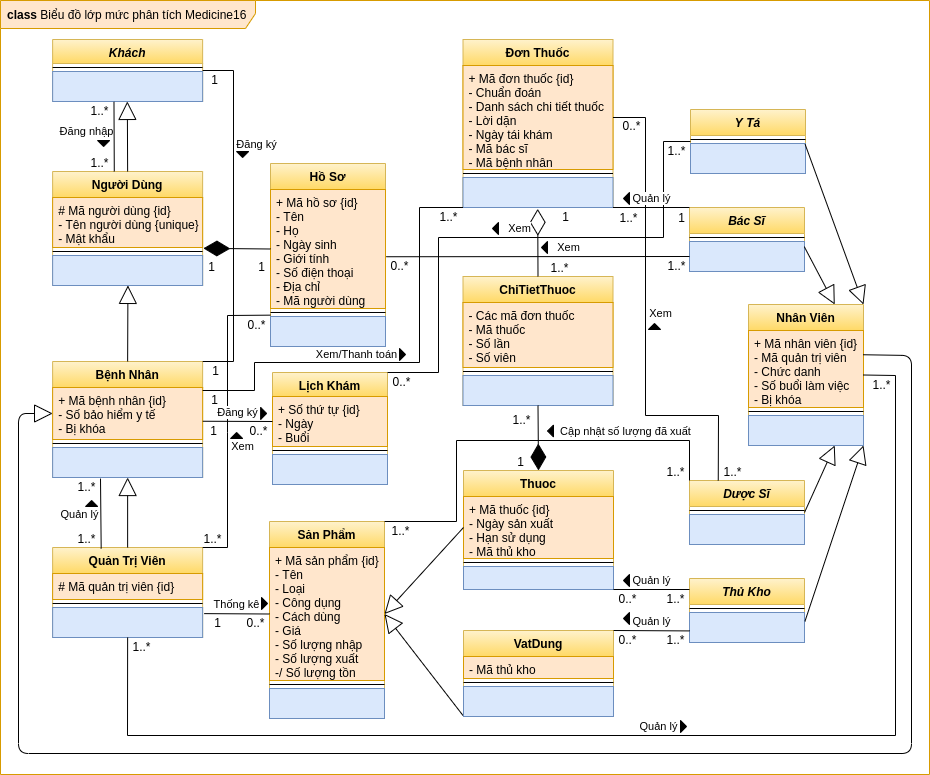 class Biểu đồ lớp mức phân tích Medicine16
Khách
1
1..*
Đăng nhập
1..*
Đăng ký
Người Dùng
# Mã người dùng {id}
- Tên người dùng {unique}
- Mật khẩu
1
1
Hồ Sơ
+ Mã hồ sơ {id}
- Tên
- Họ
- Ngày sinh
- Giới tính
- Số điện thoại
- Địa chỉ
- Mã người dùng
0..*
0..*
Đơn Thuốc
+ Mã đơn thuốc {id}
- Chuẩn đoán
- Danh sách chi tiết thuốc
- Lời dặn
- Ngày tái khám
- Mã bác sĩ
- Mã bệnh nhân
0..*
Quản lý
1..*
1
1..*
1
Xem
Xem
1..*
Y Tá
1..*
Bác Sĩ
1..*
ChiTietThuoc
- Các mã đơn thuốc
- Mã thuốc
- Số lần
- Số viên
1..*
Xem
Nhân Viên
+ Mã nhân viên {id}
- Mã quản trị viên
- Chức danh
- Số buổi làm việc
- Bị khóa
1..*
Xem/Thanh toán
Bệnh Nhân
+ Mã bệnh nhân {id}
- Số bảo hiểm y tế
- Bị khóa
1
1
1
Đăng ký
0..*
Xem
Lịch Khám
+ Số thứ tự {id}
- Ngày
- Buổi
0..*
Cập nhật số lượng đã xuất
1
1..*
1..*
Thuoc
+ Mã thuốc {id}
- Ngày sản xuất
- Hạn sử dụng
- Mã thủ kho
Dược Sĩ
1..*
Quản lý
1..*
1..*
Quản Trị Viên
# Mã quản trị viên {id}
1..*
Thống kê
1
0..*
Sản Phẩm
+ Mã sản phẩm {id}
- Tên
- Loại
- Công dụng
- Cách dùng
- Giá
- Số lượng nhập
- Số lượng xuất
-/ Số lượng tồn
1..*
Quản lý
0..*
1..*
Thủ Kho
Quản lý
0..*
1..*
VatDung
- Mã thủ kho
Quản lý